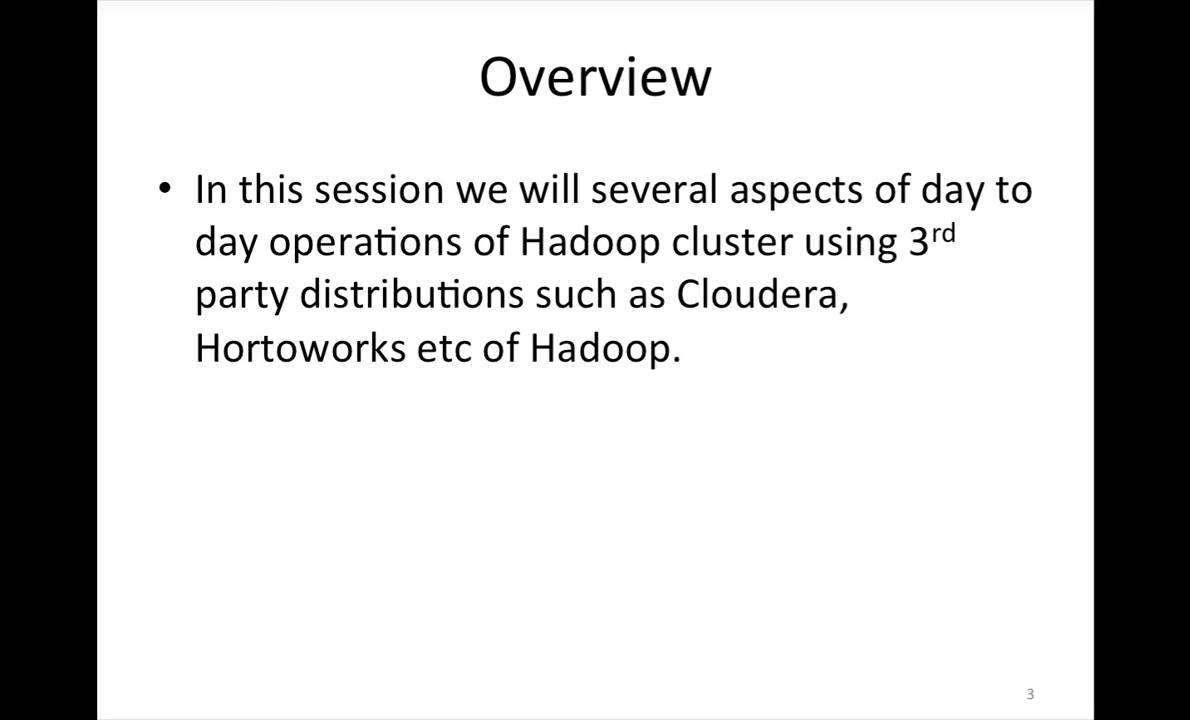 Overview
• In this session we will several aspects of day to
day operations of Hadoop cluster using 3rd
party distributions such as Cloudera,
Hortoworks etc of Hadoop.
3